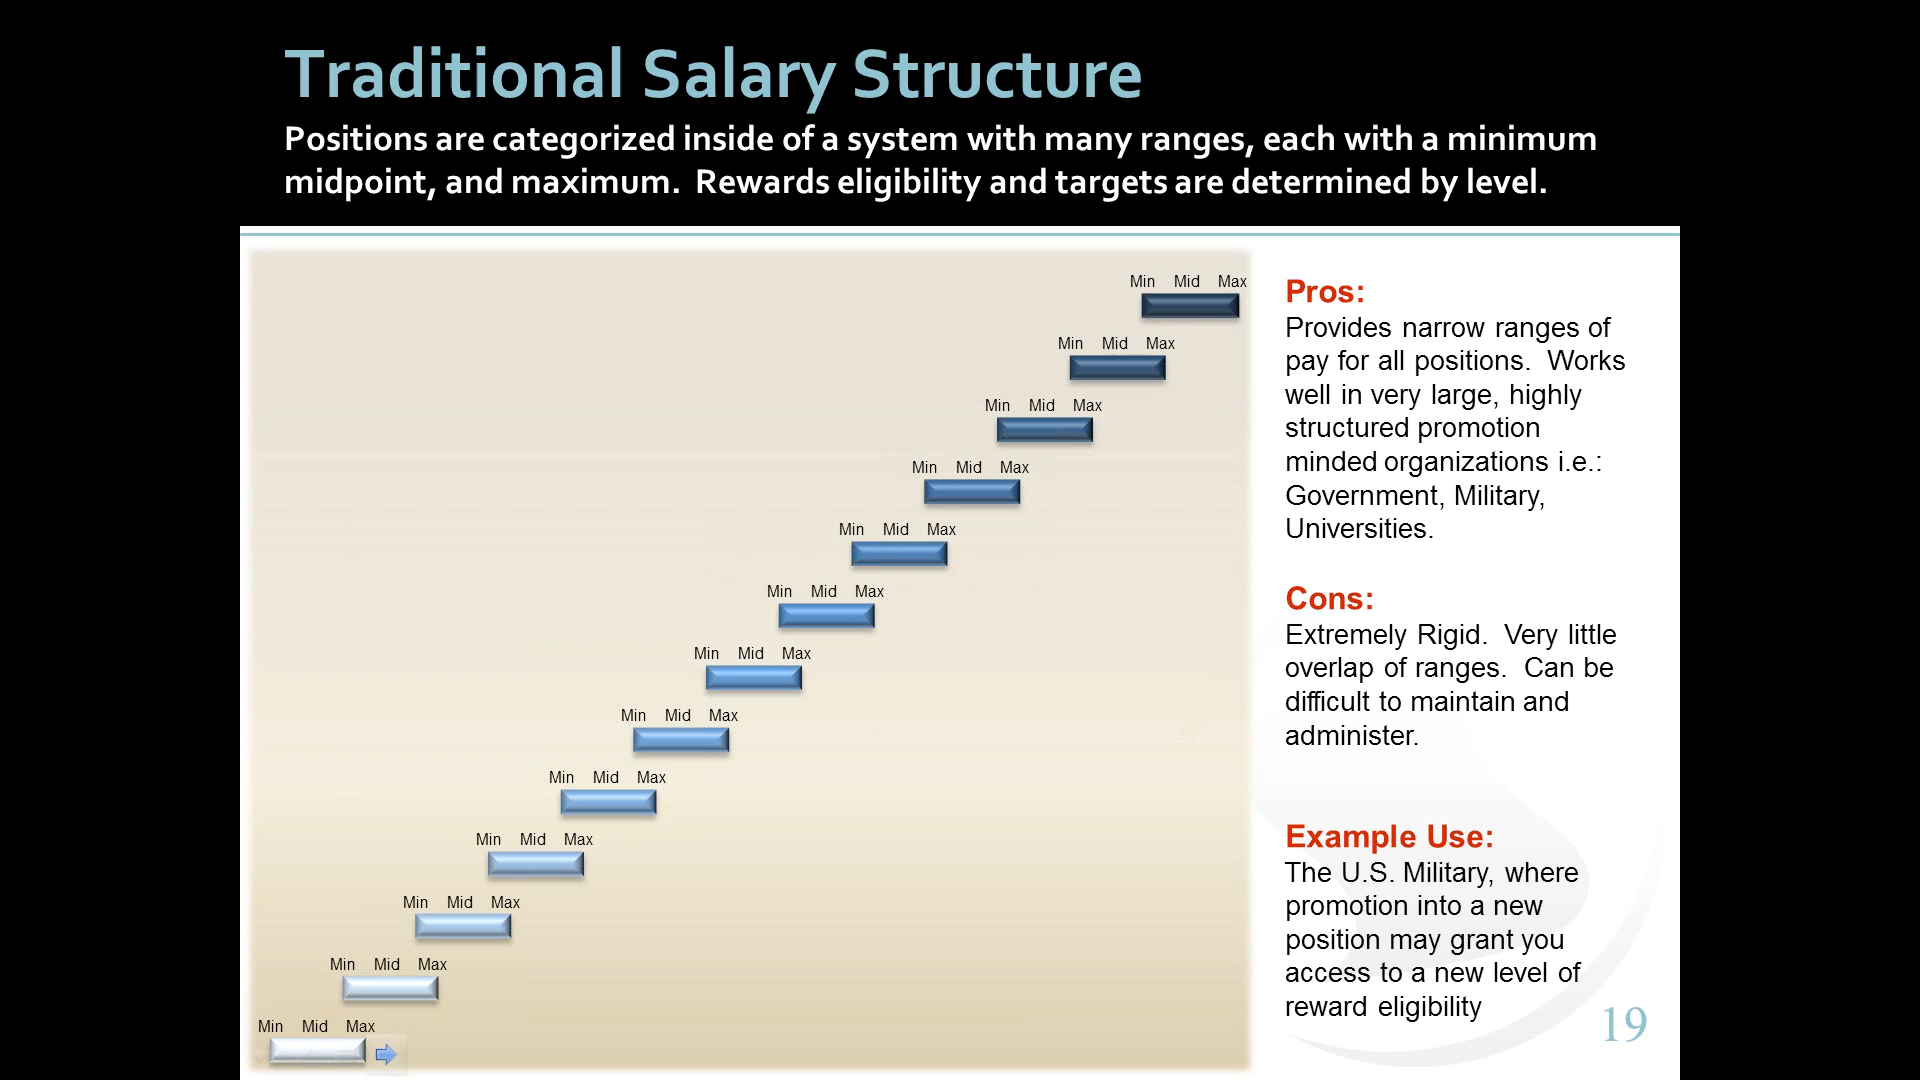 Traditional Salary Structure
Positions are categorized inside of a system with many ranges, each with a minimum
midpoint, and maximum.  Rewards eligibility and targets are determined by level.
Min Mid Max
Min Mid Max
Min Mid Max
Min Mid Max
Min Mid Max
Min Mid Max
Min Mid Max
Min Mid Max
Min Mid Max
Min Mid Max
Min Mid Max
Min Mid Max
Min Mid Max
Pros:
Provides narrow ranges of
pay for all positions.  Works
well in very large, highly
structured promotion
minded organizations i.e.:
Government, Military,
Universities.
Cons:
Extremely Rigid.  Very little
overlap of ranges.  Can be
difficult to maintain and
administer.
Example Use:
The U.S. Military, where
promotion into a new
position may grant you
access to a new level of
reward eligibility
19